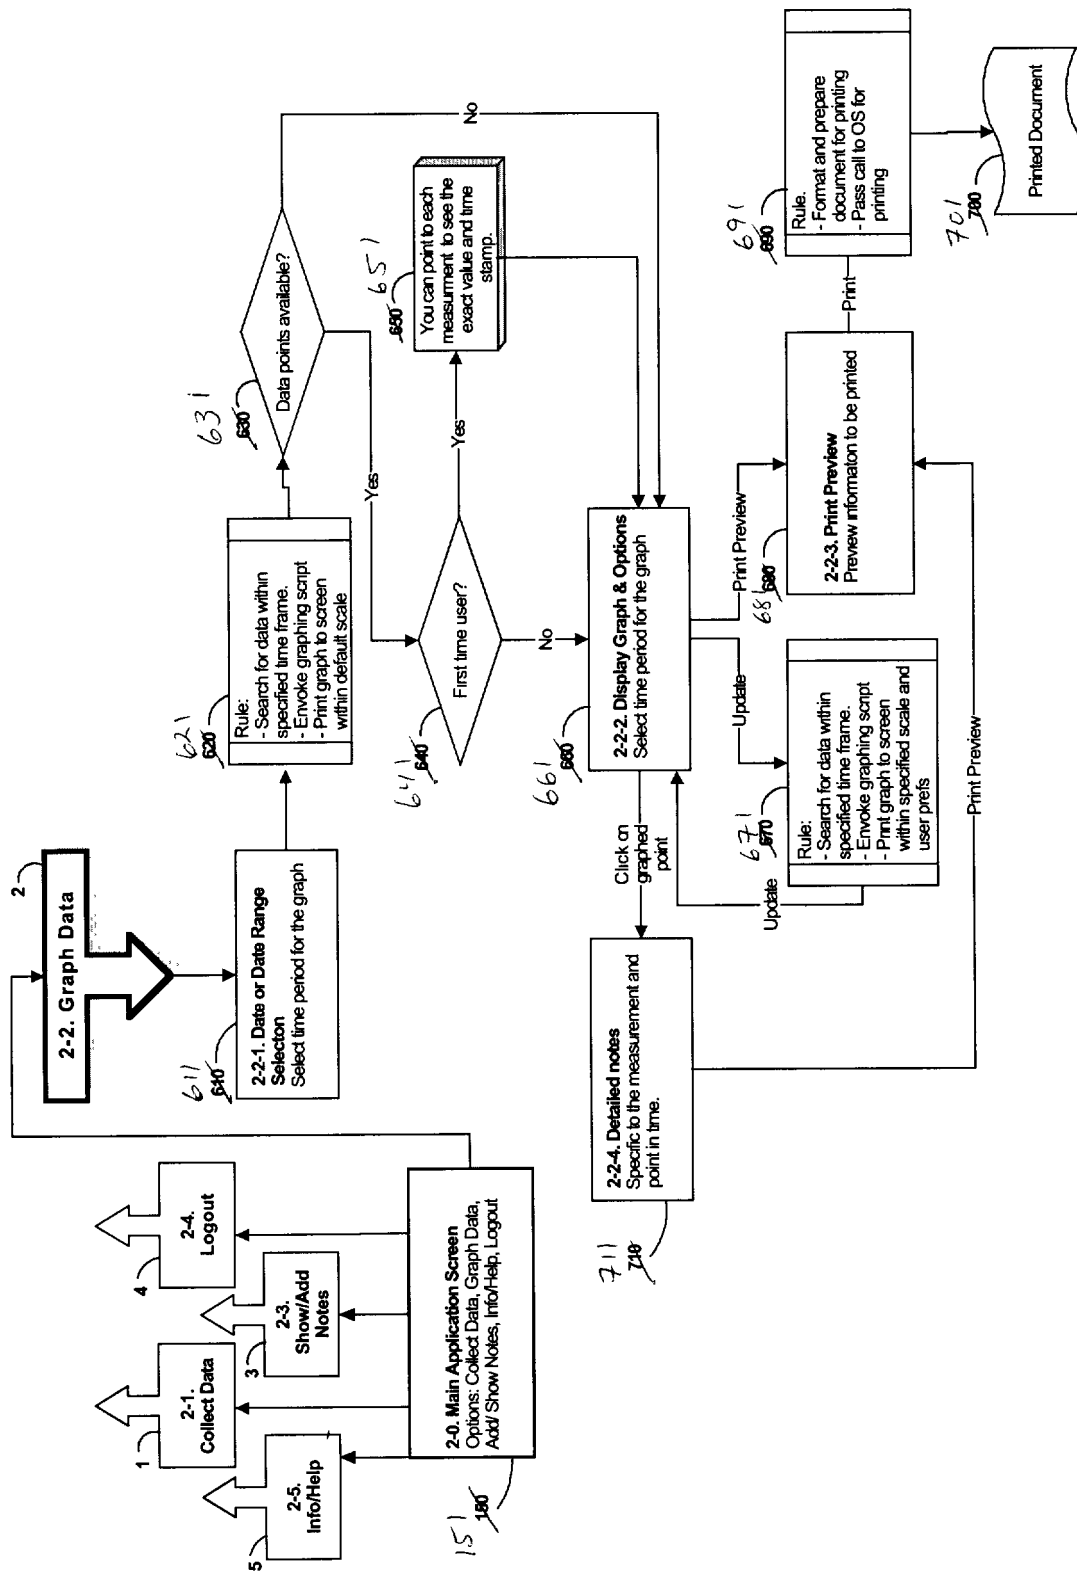 5
2-5.
Info/Help
1
2-1.
Collect Data
3
2-3.
Show/Add
Notes
4
2-4.
Logout
151
150
2-0. Main Application Screen
Options: Collect Data, Graph Data,
Add/ Show Notes, Info/Help, Logout
2
2-2. Graph Data
611
610
2-2-1. Date or Date Range
Selecton
Select time period for the graph
621
620
Rule:
- Search for data within
specified time frame.
- Envoke graphing script
- Print graph to screen
within default scale
631
630
Data points available?
Yes
No
641
640
First time user?
Yes
No
651
650
You can point to each
measurment to see the
exact value and time
stamp.
661
660
2-2-2. Display Graph & Options
Select time period for the graph
Click on
graphed
point
Update
Update
Print Preview
711
710
2-2-4. Detailed notes
Specific to the measurement and
point in time.
671
670
Rule:
- Search for data within
specified time frame.
- Envoke graphing script
- Print graph to screen
within specified scale and
user prefs
Print Preview
681
680
2-2-3. Print Preview
Preview informaton to be printed
Print
691
690
Rule.
- Format and prepare
document for printing
- Pass call to OS for
printing
701
700
Printed Document